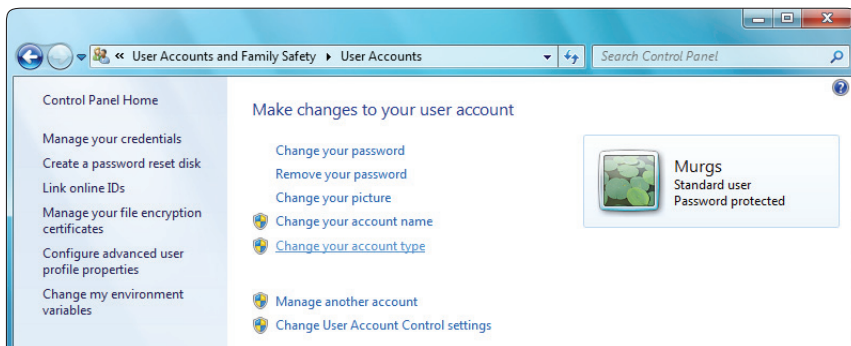 « User Accounts and Family Safety ▸ User Accounts
Search Control Panel
Control Panel Home
Manage your credentials
Create a password reset disk
Link online IDs
Manage your file encryption
certificates
Configure advanced user
profile properties
Change my environment
variables
Make changes to your user account
Change your password
Remove your password
Change your picture
Change your account name
Change your account type
Manage another account
Change User Account Control settings
Murgs
Standard user
Password protected